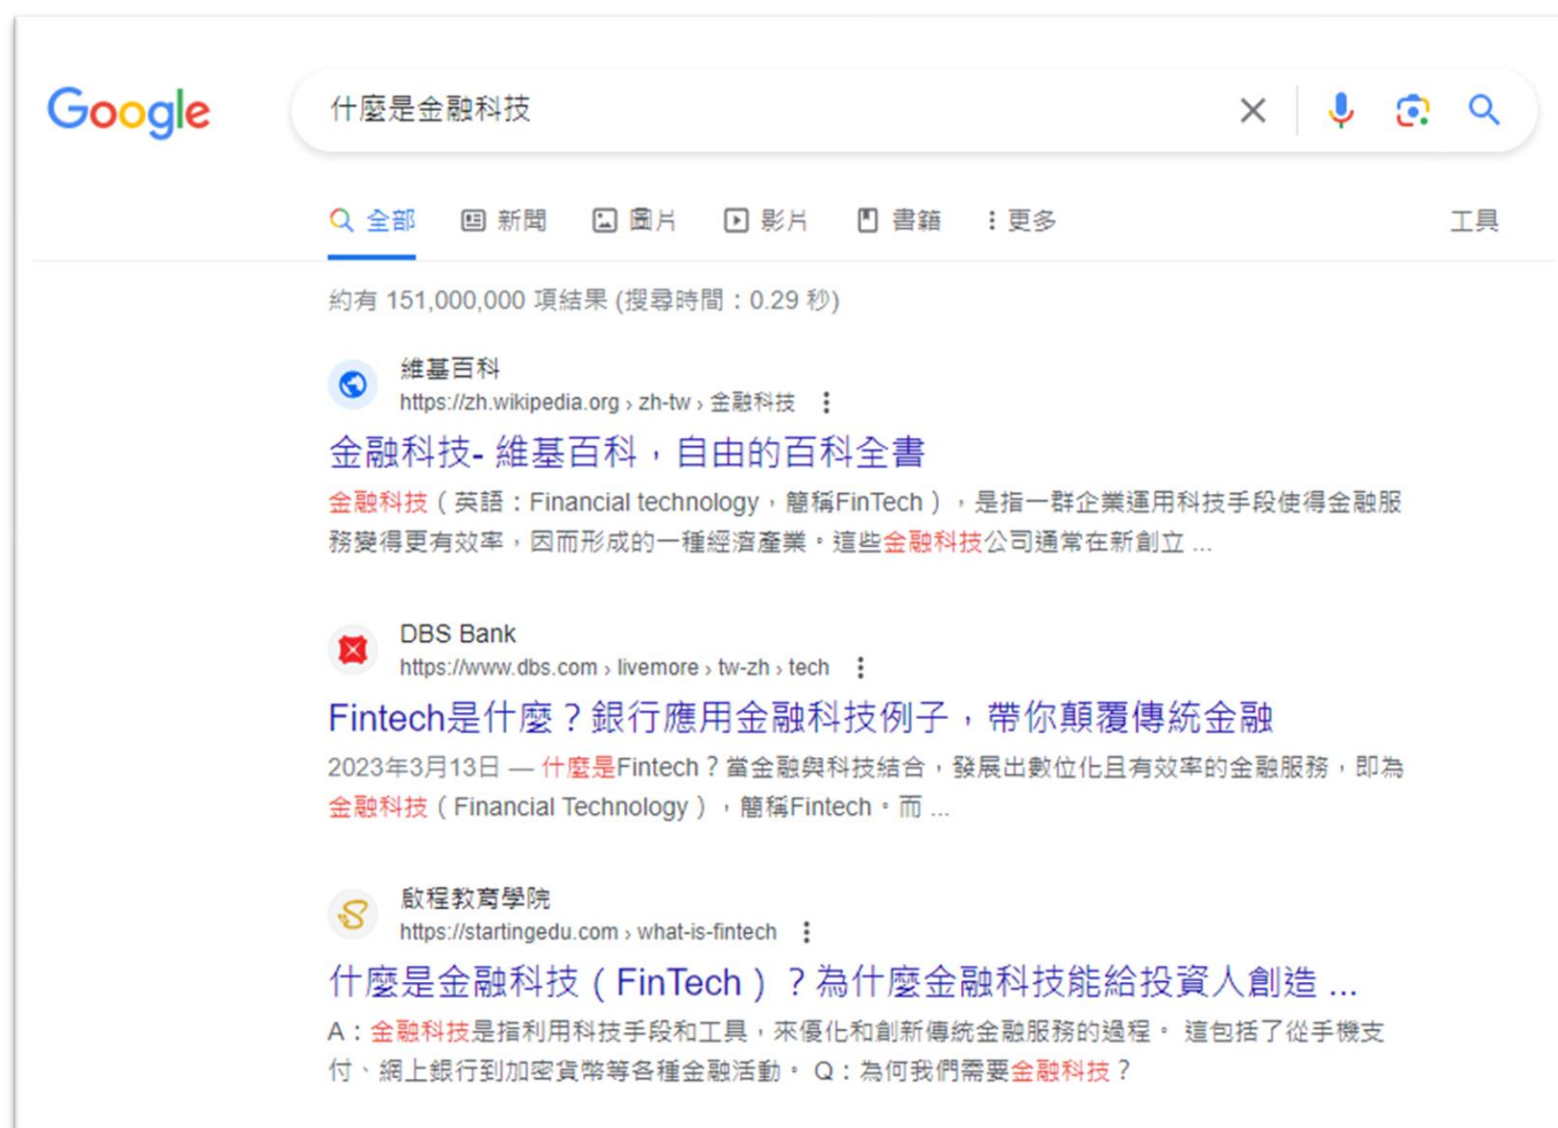 Google
什麼是金融科技
全部 新聞 圖片 影片 書籍 更多 工具
約有 151,000,000 項結果 (搜尋時間：0.29 秒)
維基百科
https://zh.wikipedia.org › zh-tw › 金融科技
金融科技- 維基百科，自由的百科全書
金融科技（英語：Financial technology，簡稱FinTech），是指一群企業運用科技手段使得金融服
務變得更有效率，因而形成的一種經濟產業。這些金融科技公司通常在新創立 ...
DBS Bank
https://www.dbs.com › livemore › tw-zh › tech
Fintech是什麼？銀行應用金融科技例子，帶你顛覆傳統金融
2023年3月13日 — 什麼是Fintech？當金融與科技結合，發展出數位化且有效率的金融服務，即為
金融科技（Financial Technology），簡稱Fintech。而 ...
啟程教育學院
https://startingedu.com › what-is-fintech
什麼是金融科技（FinTech）？為什麼金融科技能給投資人創造 ...
A：金融科技是指利用科技手段和工具，來優化和創新傳統金融服務的過程。 這包括了從手機支
付、網上銀行到加密貨幣等各種金融活動。 Q：為何我們需要金融科技？